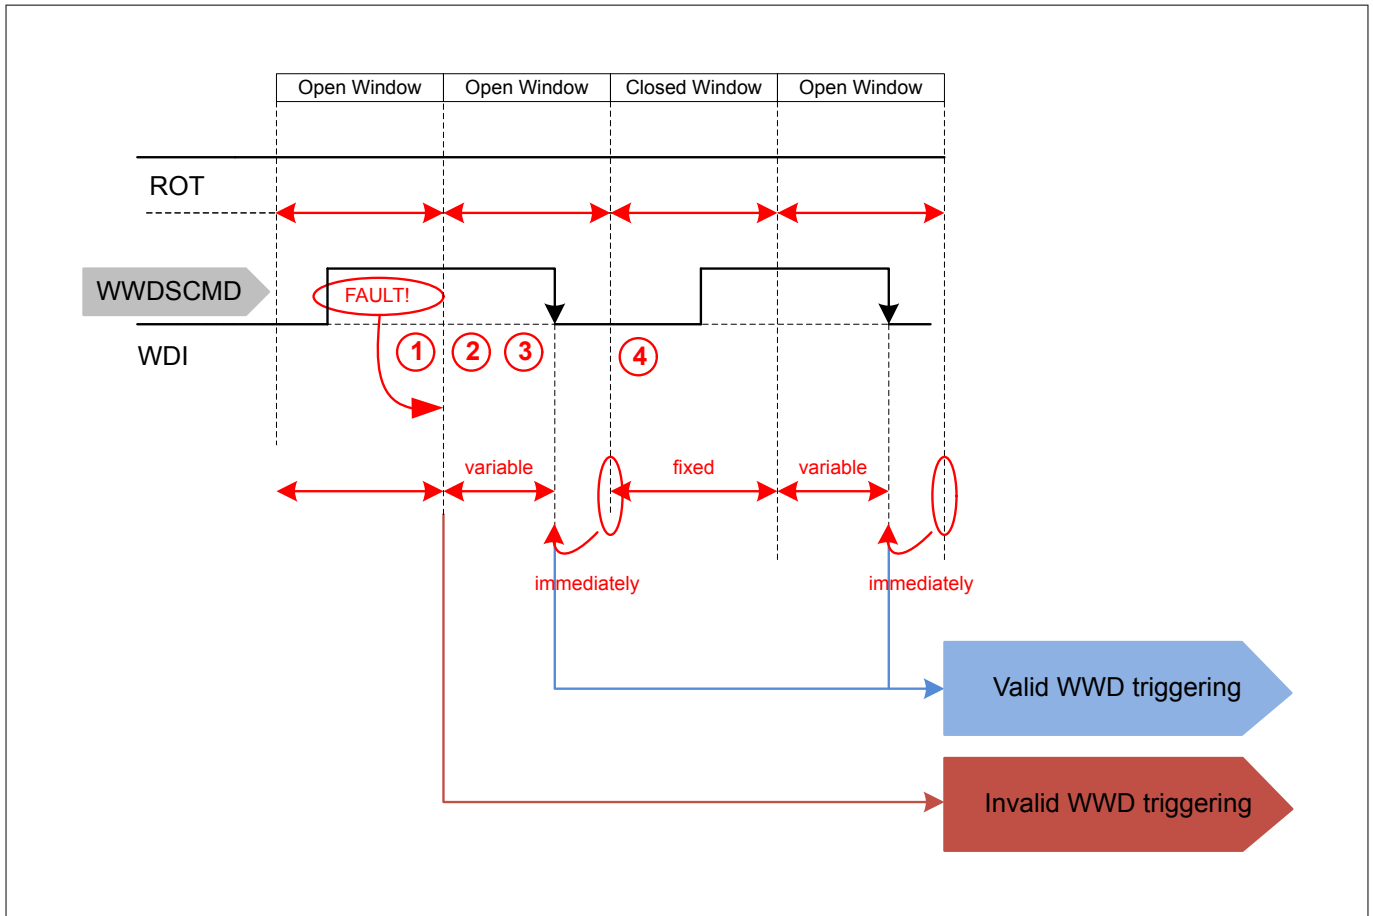 Open Window Open Window Closed Window Open Window
ROT
WWDSCMD
FAULT!
WDI
1 2 3 4
variable fixed variable
immediately immediately
Valid WWD triggering
Invalid WWD triggering